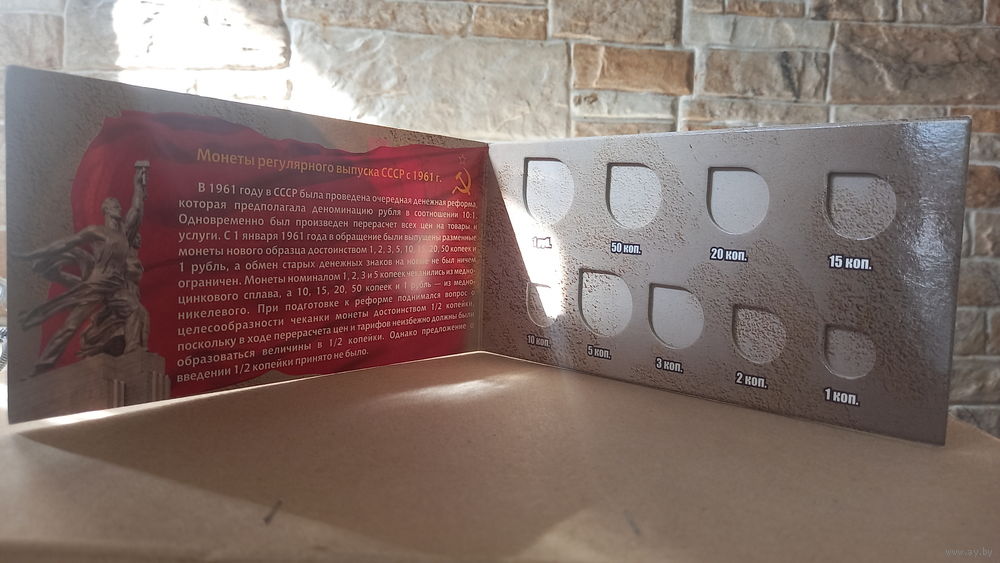 Монеты регулярного выпуска СССР с 1961 г.
В 1961 году в СССР была проведена очередная денежная реформа,
которая предполагала деноминацию рубля в соотношении 10:1.
Одновременно был произведен перерасчет всех цен на товары и
услуги. С 1 января 1961 года в обращение были выпущены разменные
монеты нового образца достоинством 1, 2, 3, 5, 10, 15, 20, 50 копеек и
1 рубль, а обмен старых денежных знаков на новые не был ничем
ограничен. Монеты номиналом 1, 2, 3 и 5 копеек чеканились из медно-
цинкового сплава, а 10, 15, 20, 50 копеек и 1 рубль — из медно-
никелевого. При подготовке к реформе поднимался вопрос о
целесообразности чеканки монеты достоинством 1/2 копейки,
поскольку в ходе перерасчета цен и тарифов неизбежно должны были
образоваться величины в 1/2 копейки. Однако предложение о
введении 1/2 копейки принято не было.
50 коп.
20 коп.
15 коп.
10 коп.
5 коп.
3 коп.
2 коп.
1 коп.
www.ay.by